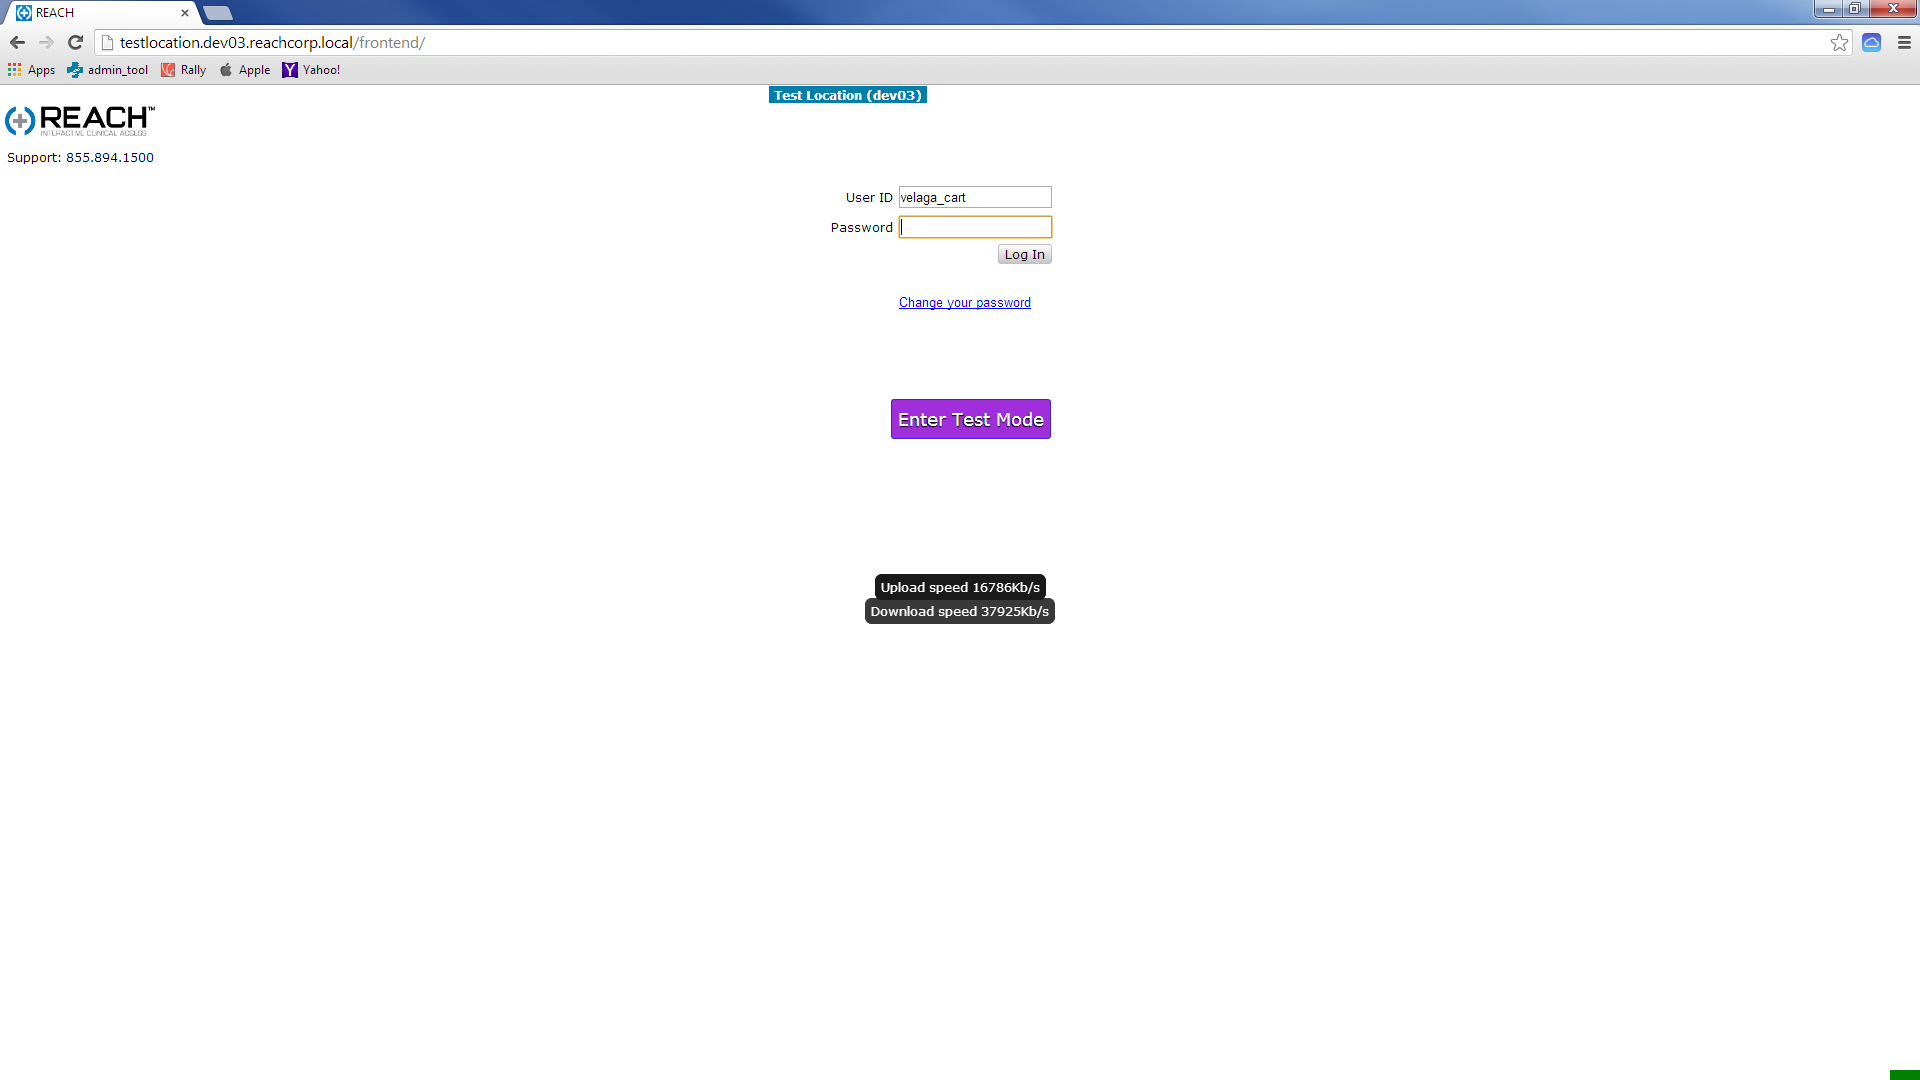 REACH
testlocation.dev03.reachcorp.local/frontend/
Apps admin_tool Rally Apple Yahoo!
Test Location (dev03)
REACH™
INTERACTIVE CLINICAL ACCESS
Support: 855.894.1500
User ID velaga_cart
Password
Log In
Change your password
Enter Test Mode
Upload speed 16786Kb/s
Download speed 37925Kb/s